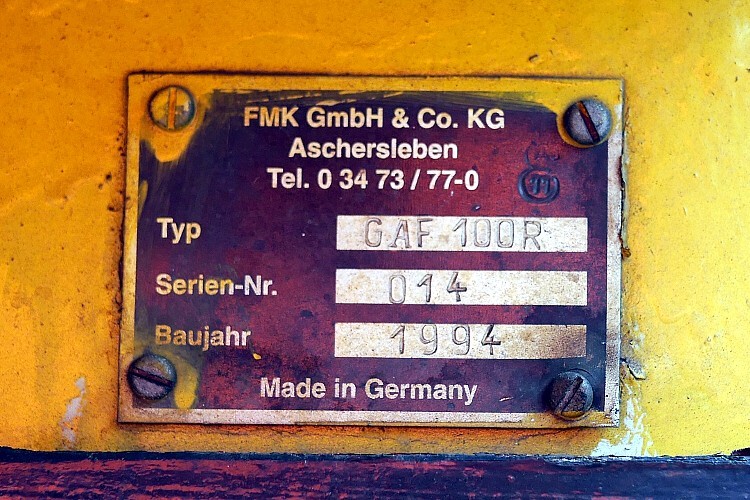 FMK GmbH & Co. KG
Aschersleben
Tel. 0 34 73 / 77-0
Typ GAF 100R
Serien-Nr. 014
Baujahr 1994
Made in Germany